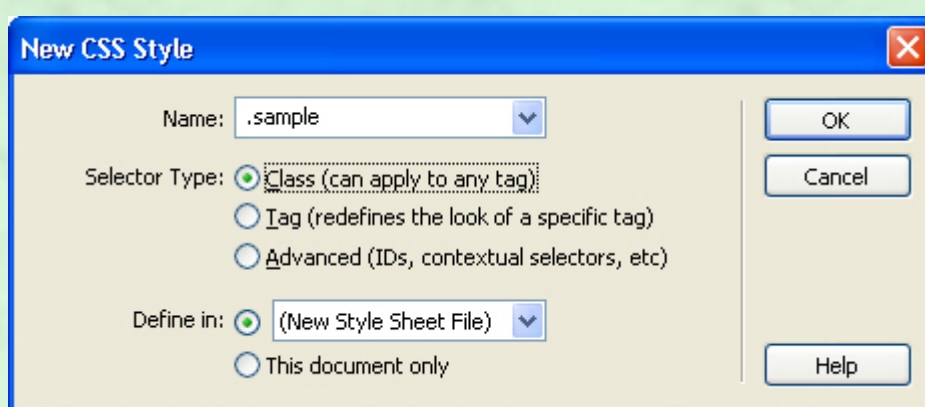 New CSS Style
Name: .sample
OK
Selector Type: Class (can apply to any tag)
Cancel
Tag (redefines the look of a specific tag)
Advanced (IDs, contextual selectors, etc)
Define in: (New Style Sheet File)
This document only
Help